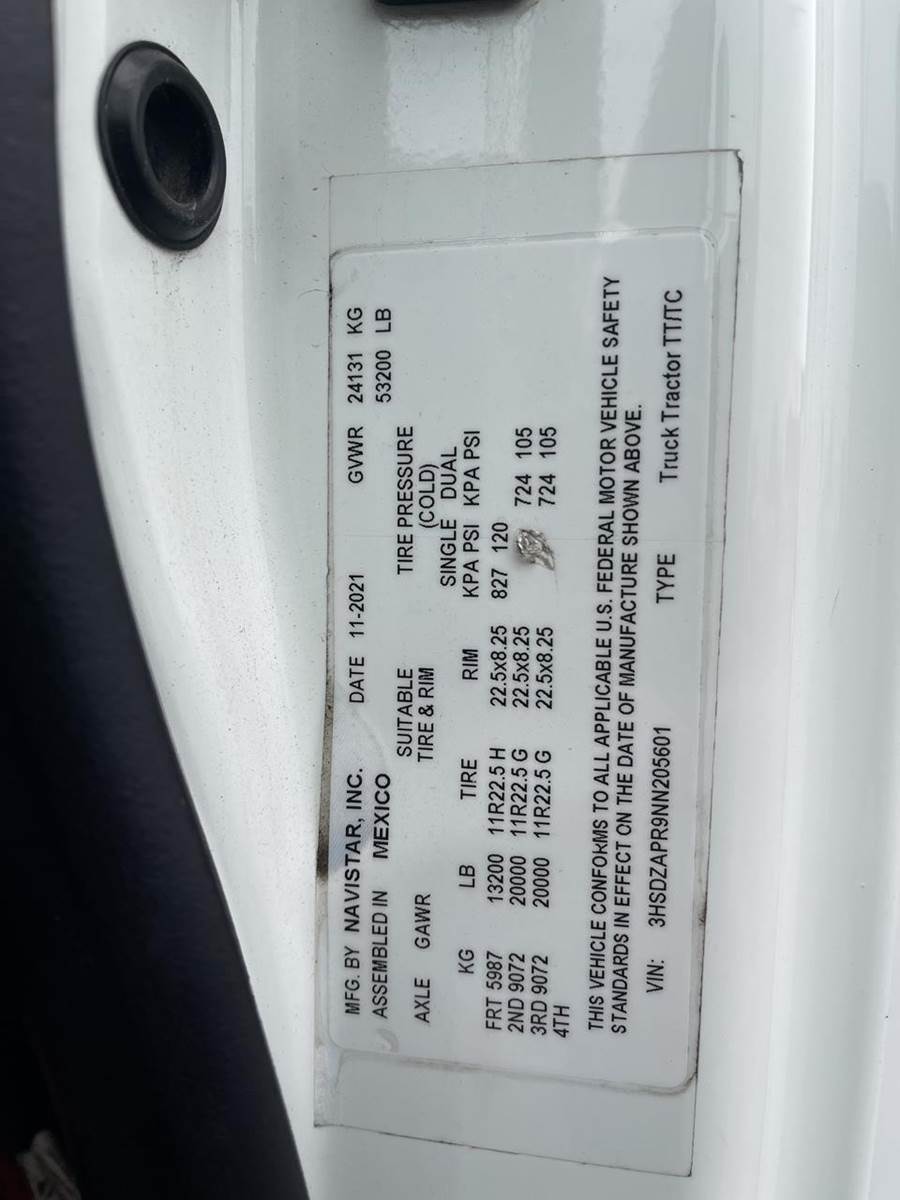 MFG. BY NAVISTAR, INC. DATE 11-2021 GVWR 24131 KG
ASSEMBLED IN MEXICO 53200 LB
AXLE GAWR SUITABLE TIRE PRESSURE
TIRE & RIM (COLD)
SINGLE DUAL
KG LB TIRE RIM KPA PSI KPA PSI
FRT 5987 13200 11R22.5 H 22.5x8.25 827 120
2ND 9072 20000 11R22.5 G 22.5x8.25 724 105
3RD 9072 20000 11R22.5 G 22.5x8.25 724 105
4TH
THIS VEHICLE CONFORMS TO ALL APPLICABLE U.S. FEDERAL MOTOR VEHICLE SAFETY
STANDARDS IN EFFECT ON THE DATE OF MANUFACTURE SHOWN ABOVE.
VIN: 3HSDZAPR9NN205601 TYPE Truck Tractor TT/TC